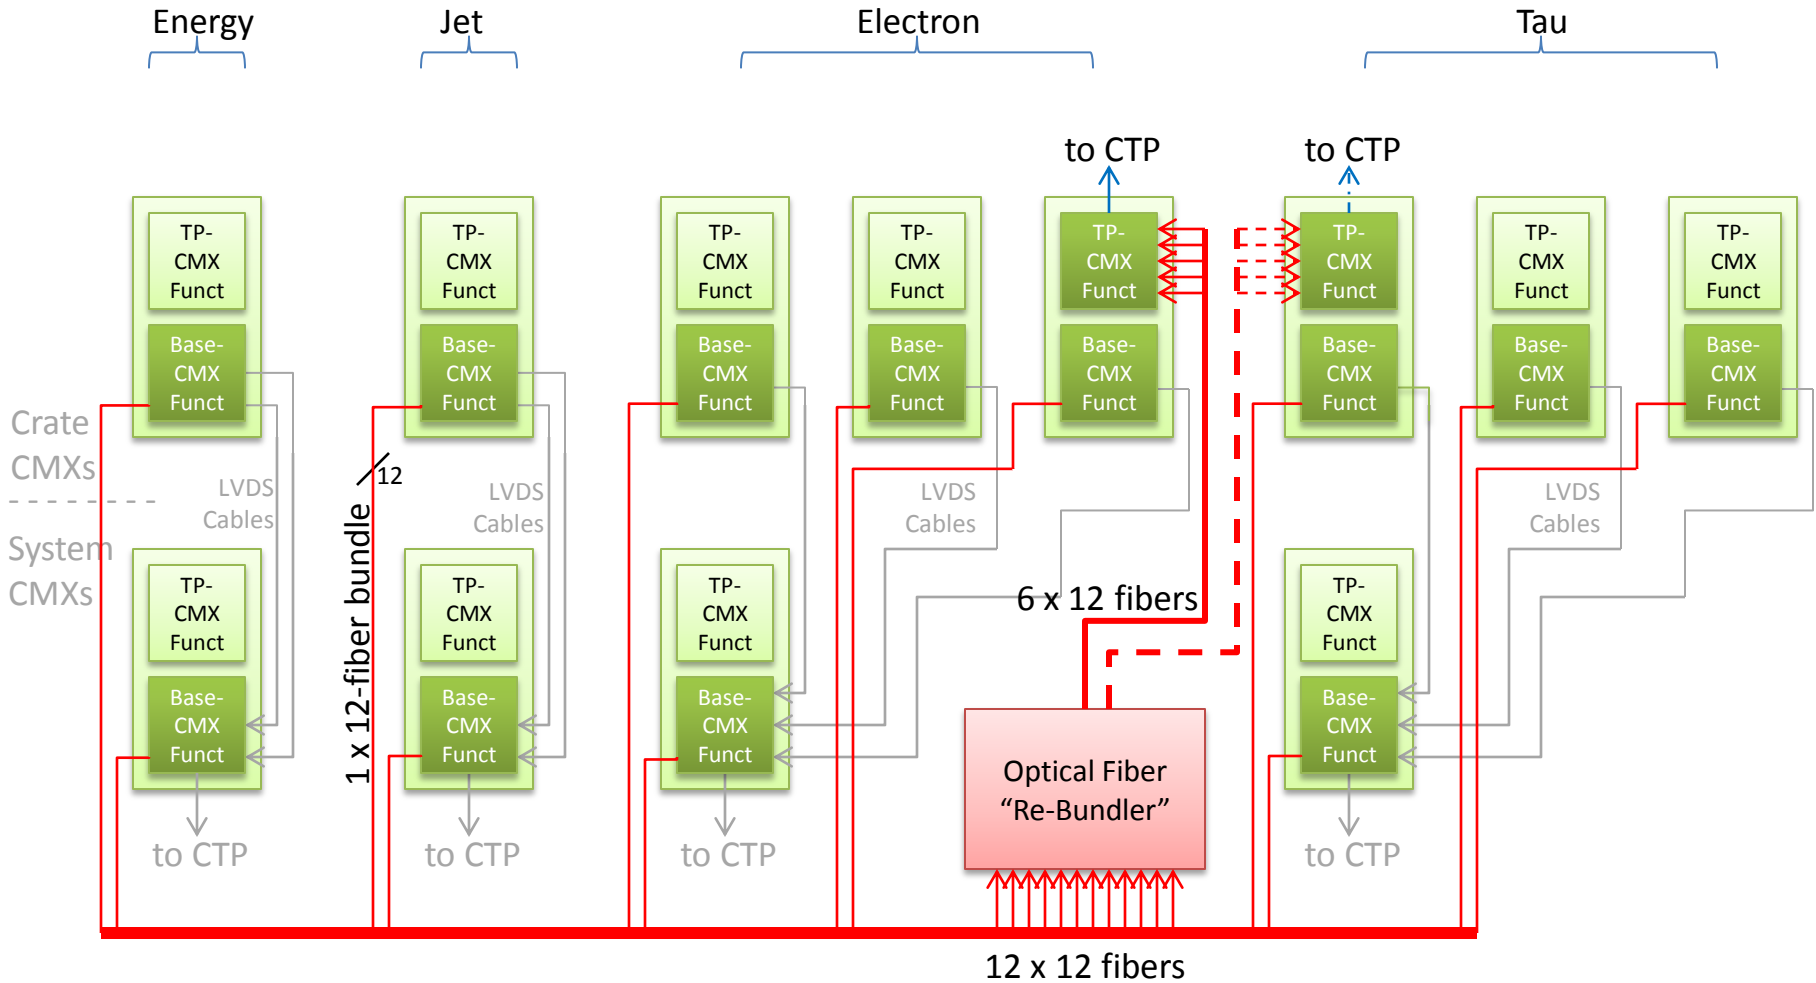 Energy
Jet
Electron
Tau
to CTP
to CTP
TP-
CMX
Funct
TP-
CMX
Funct
TP-
CMX
Funct
TP-
CMX
Funct
TP-
CMX
Funct
TP-
CMX
Funct
TP-
CMX
Funct
TP-
CMX
Funct
Base-
CMX
Funct
Base-
CMX
Funct
Base-
CMX
Funct
Base-
CMX
Funct
Base-
CMX
Funct
Base-
CMX
Funct
Base-
CMX
Funct
Base-
CMX
Funct
Crate
CMXs
System
CMXs
12
1 x 12-fiber bundle
LVDS
Cables
LVDS
Cables
LVDS
Cables
LVDS
Cables
6 x 12 fibers
TP-
CMX
Funct
TP-
CMX
Funct
TP-
CMX
Funct
TP-
CMX
Funct
Base-
CMX
Funct
Base-
CMX
Funct
Base-
CMX
Funct
Base-
CMX
Funct
Optical Fiber
“Re-Bundler”
to CTP
to CTP
to CTP
to CTP
12 x 12 fibers